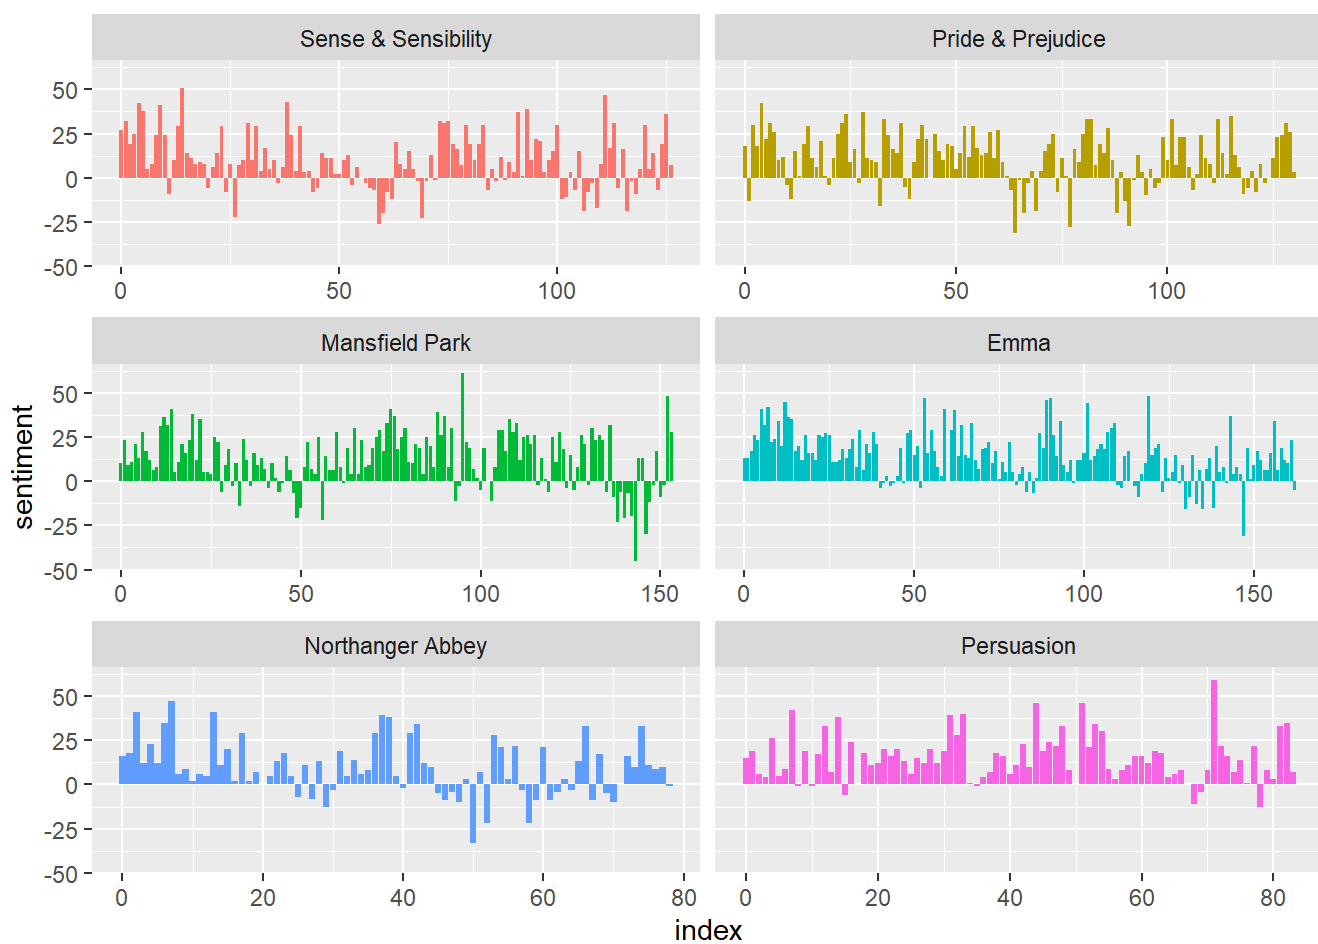 Sense & Sensibility
Pride & Prejudice
50
25
0
-25
-50
0 50 100
0 50 100
Mansfield Park
Emma
50
25
0
-25
-50
0 50 100 150
0 50 100 150
sentiment
Northanger Abbey
Persuasion
50
25
0
-25
-50
0 20 40 60 80
0 20 40 60 80
index